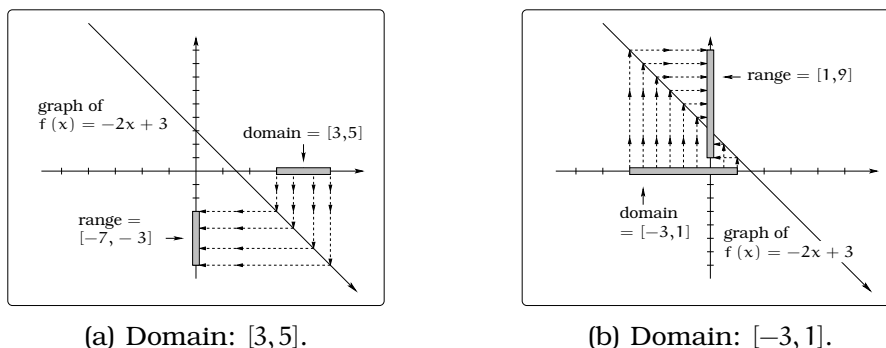 graph of
f (x) = −2x + 3
domain = [3,5]
range =
[−7, − 3]
(a) Domain: [3,5].
range = [1,9]
domain
= [−3,1]
graph of
f (x) = −2x + 3
(b) Domain: [−3,1].